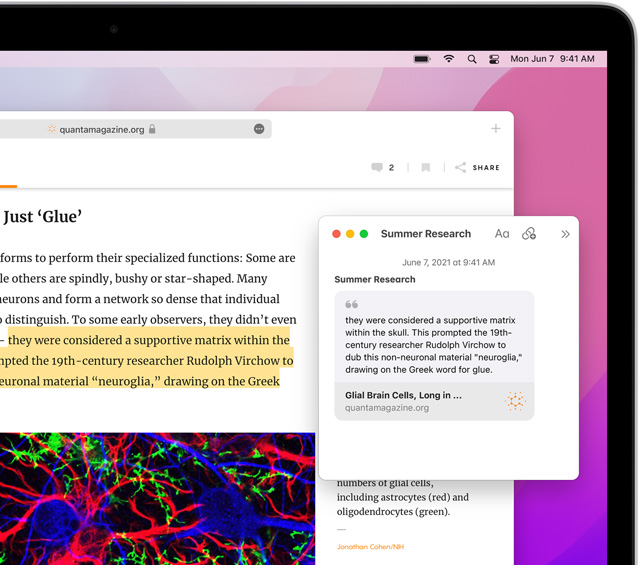 Mon Jun 7 9:41 AM
quantamagazine.org
2 SHARE
Just ‘Glue’
forms to perform their specialized functions: Some are
le others are spindly, bushy or star-shaped. Many
neurons and form a network so dense that individual
o distinguish. To some early observers, they didn’t even
– they were considered a supportive matrix within the
mpted the 19th-century researcher Rudolph Virchow to
euronal material “neuroglia,” drawing on the Greek
Summer Research Aa
June 7, 2021 at 9:41 AM
Summer Research
they were considered a supportive matrix
within the skull. This prompted the 19th-
century researcher Rudolph Virchow to
dub this non-neuronal material “neuroglia,”
drawing on the Greek word for glue.
Glial Brain Cells, Long in ...
quantamagazine.org
numbers of glial cells,
including astrocytes (red) and
oligodendrocytes (green).
—
Jonathan Cohen/NIH